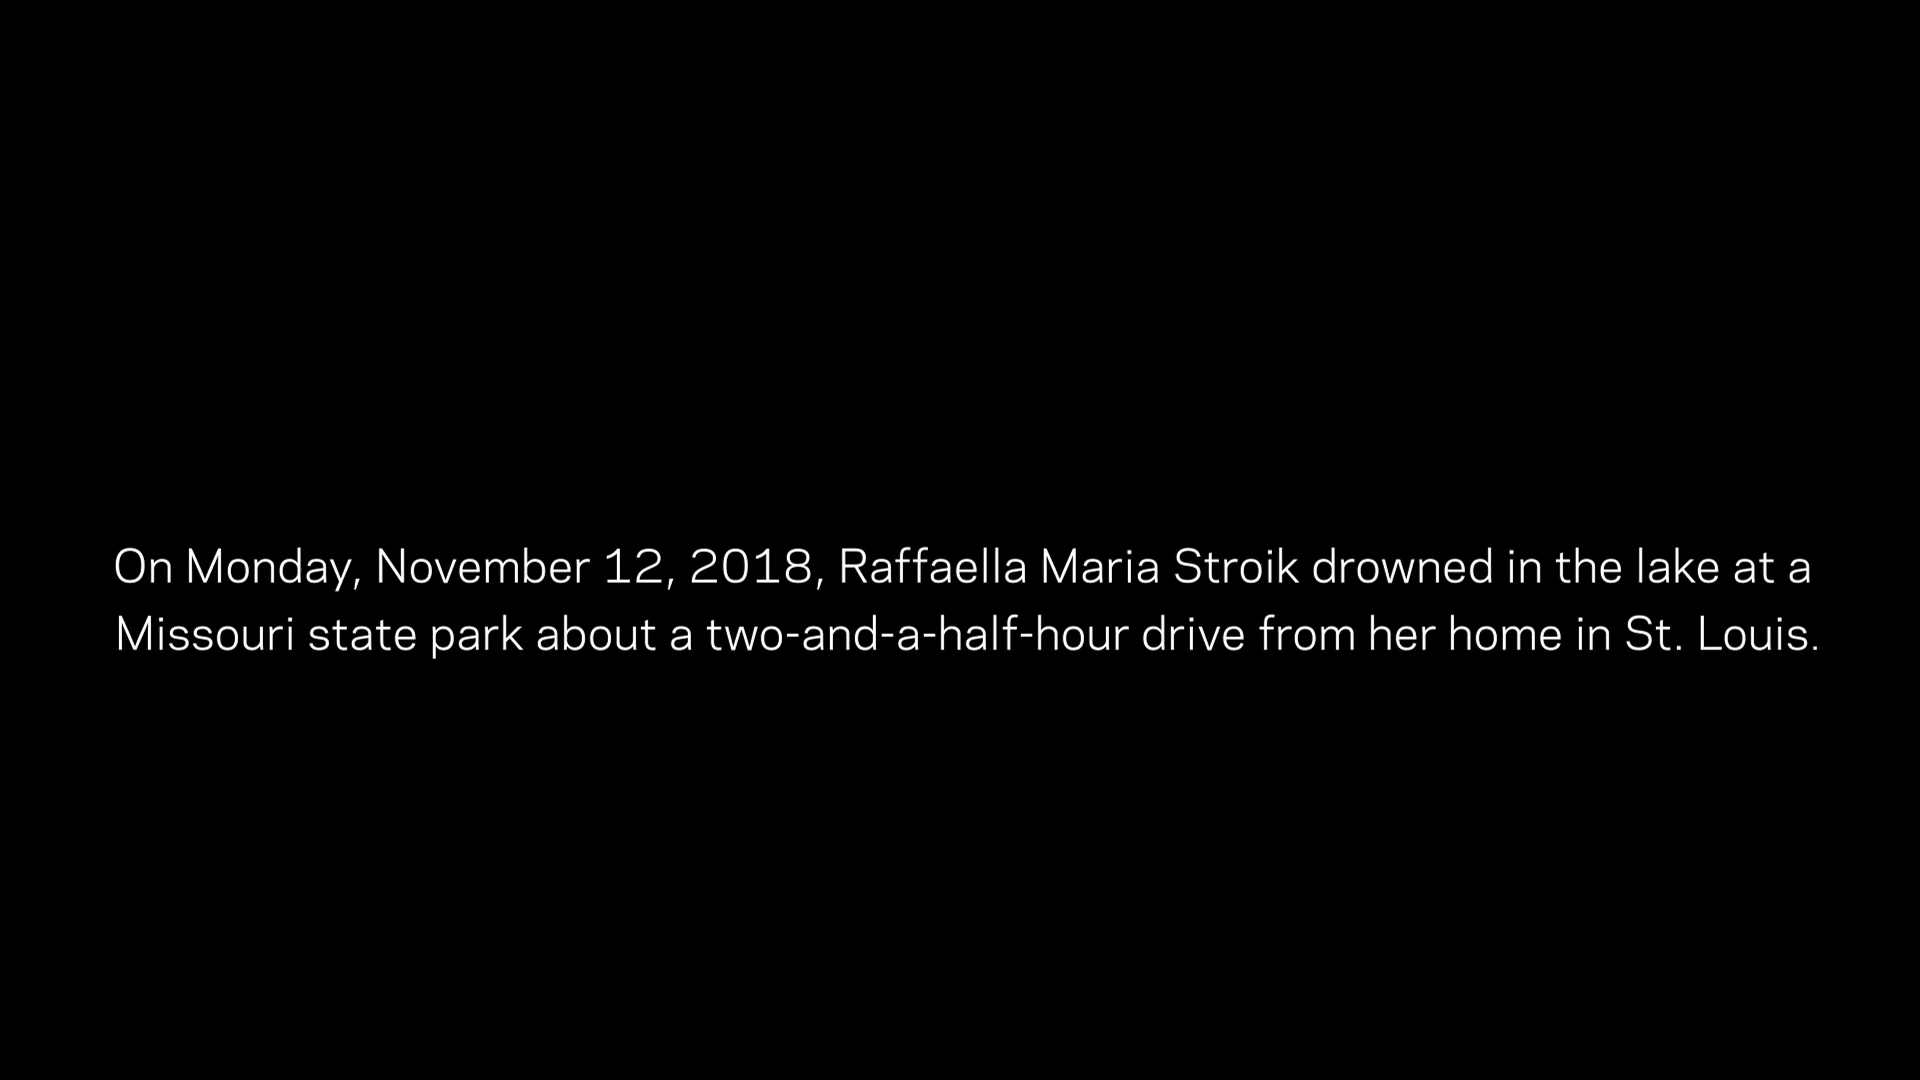 On Monday, November 12, 2018, Raffaella Maria Stroik drowned in the lake at a
Missouri state park about a two-and-a-half-hour drive from her home in St. Louis.